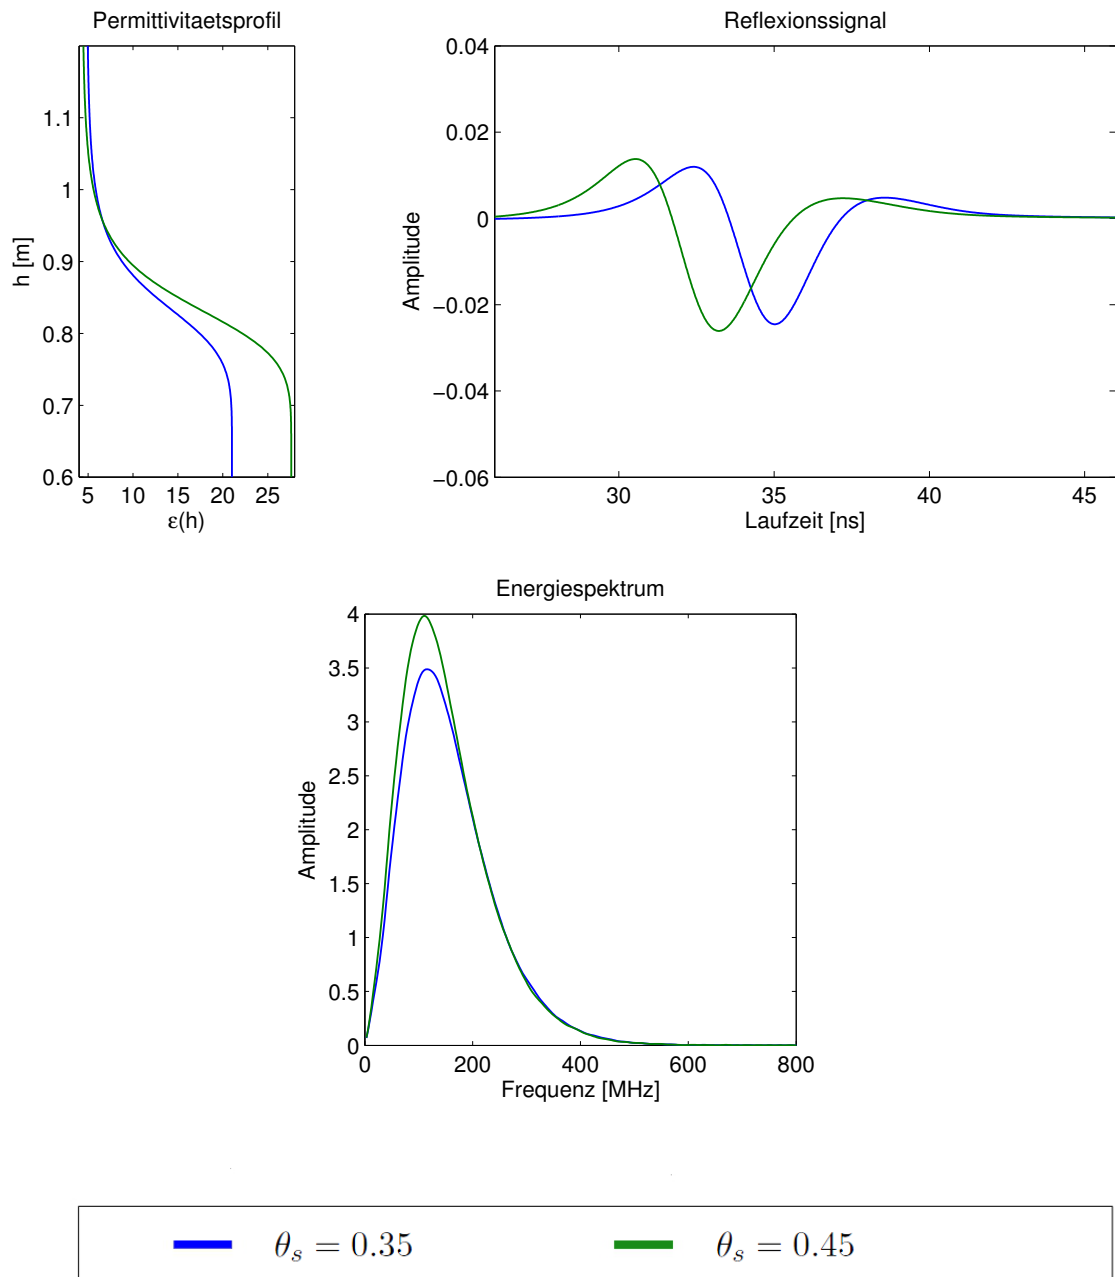 Permittivitaetsprofil
Reflexionssignal
1.1
1
0.9
0.8
0.7
0.6
h [m]
5 10 15 20 25
ε(h)
0.04
0.02
0
−0.02
−0.04
−0.06
Amplitude
30 35 40 45
Laufzeit [ns]
Energiespektrum
4
3.5
3
2.5
2
1.5
1
0.5
0
Amplitude
0 200 400 600 800
Frequenz [MHz]
θ_s = 0.35 θ_s = 0.45